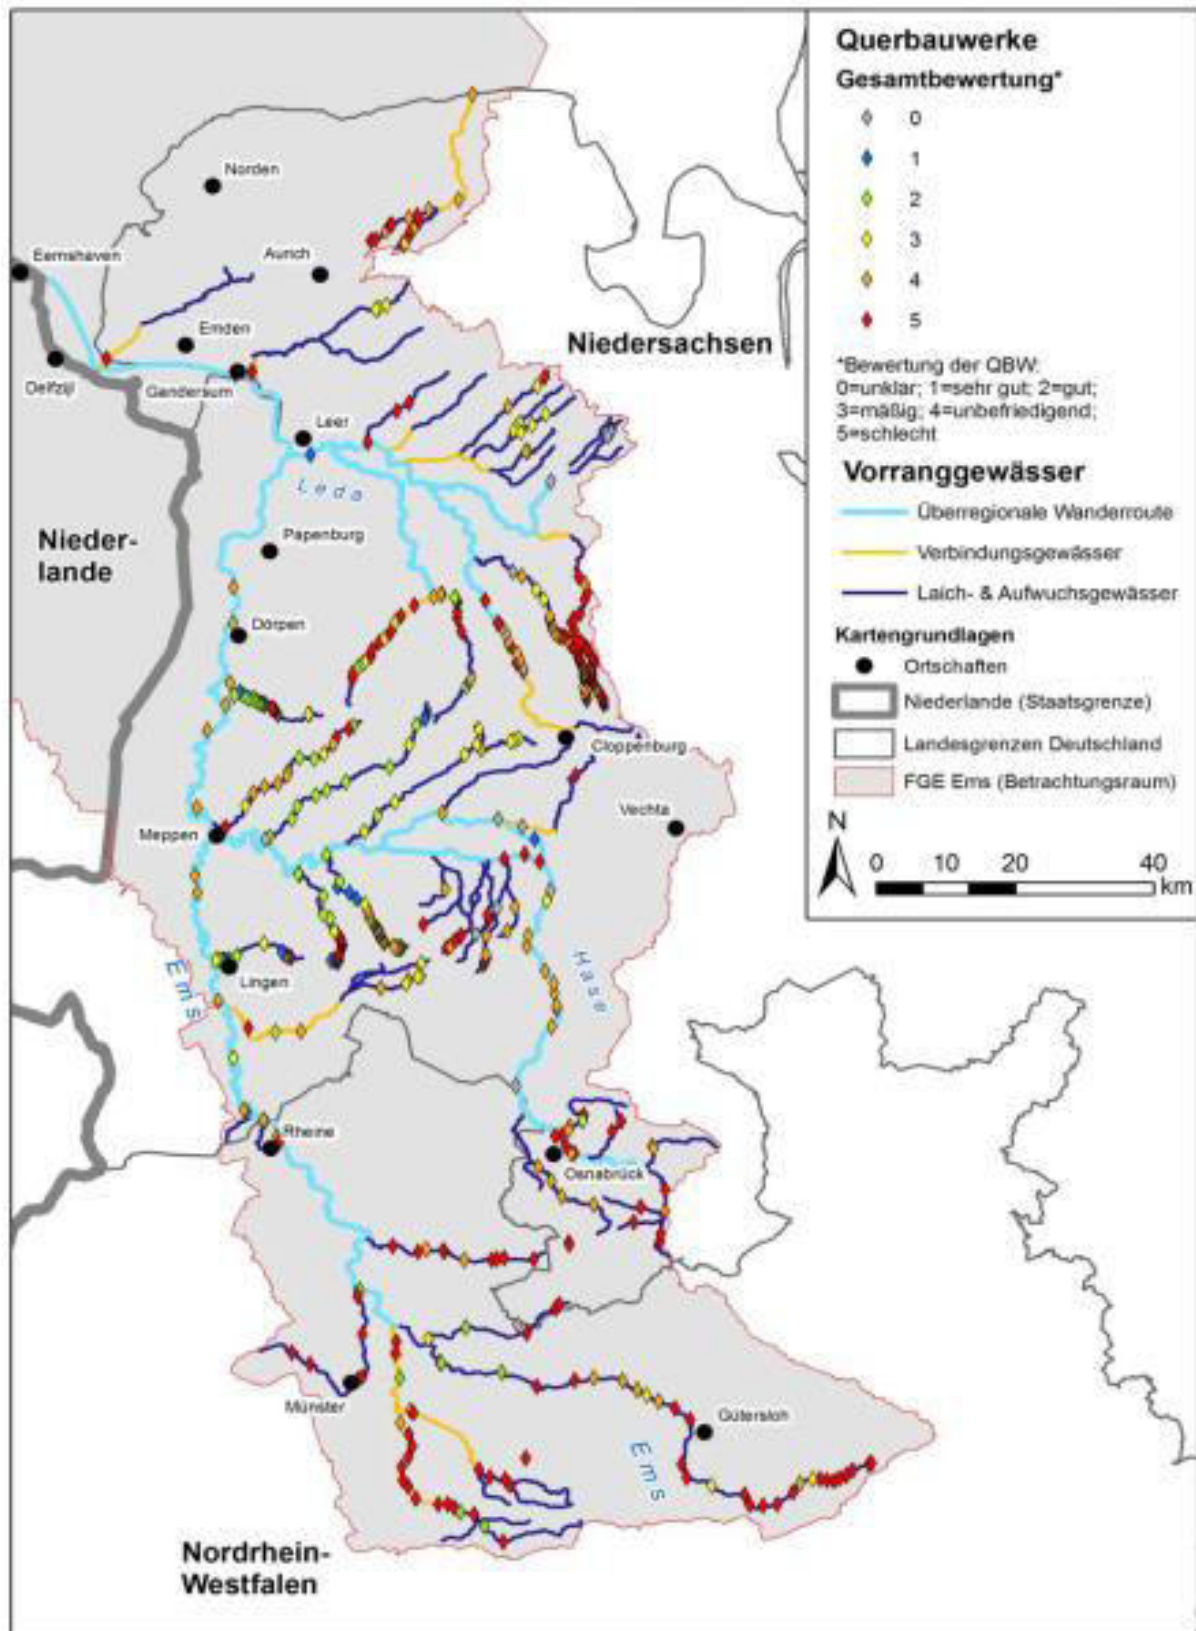 Querbauwerke
Gesamtbewertung*
0
1
2
3
4
5
*Bewertung der QBW:
0=unklar; 1=sehr gut; 2=gut;
3=mäßig; 4=unbefriedigend;
5=schlecht
Vorranggewässer
Überregionale Wanderroute
Verbindungsgewässer
Laich- & Aufwuchsgewässer
Kartengrundlagen
Ortschaften
Niederlande (Staatsgrenze)
Landesgrenzen Deutschland
FGE Ems (Betrachtungsraum)
N
0 10 20 40
km
Norden
Eemshaven
Aurich
Emden
Niedersachsen
Delfzijl
Gandersum
Leer
Leda
Papenburg
Nieder-
lande
Dörpen
Cloppenburg
Vechta
Meppen
Hase
Ems
Lingen
Rheine
Osnabrück
Münster
Gütersloh
Ems
Nordrhein-
Westfalen